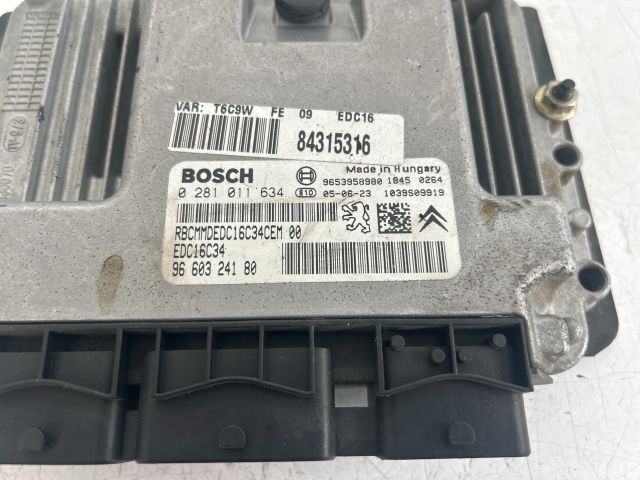 VAR: T6C9W FE 09 EDC16
84315316
BOSCH
Made in Hungary
9653958980 1845 0264
0 281 011 634 E10 05-06-23 1039S09919
RBCMMDEDC16C34CEM 00
EDC16C34
96 603 241 80